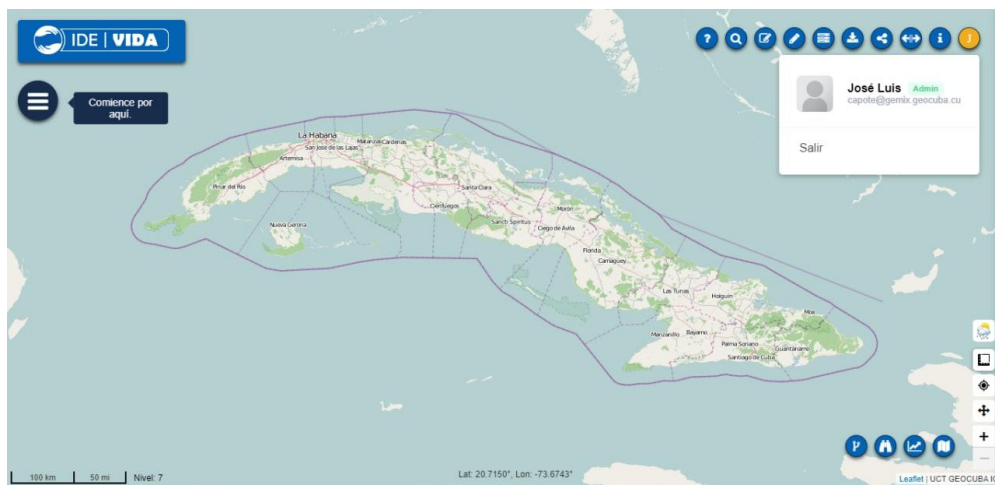 IDE | VIDA
?
i
J
José Luis Admin
capote@gemix.geocuba.cu
Salir
Comience por
aquí.
La Habana
San José de las Lajas
Matanzas
Cárdenas
Artemisa
Pinar del Río
Nueva Gerona
Santa Clara
Cienfuegos
Sancti Spíritus
Morón
Ciego de Ávila
Florida
Camagüey
Las Tunas
Holguín
Moa
Manzanillo
Bayamo
Palma Soriano
Guantánamo
Santiago de Cuba
+
−
100 km
50 mi
Nivel: 7
Lat: 20.7150°, Lon: -73.6743°
Leaflet | UCT GEOCUBA IC